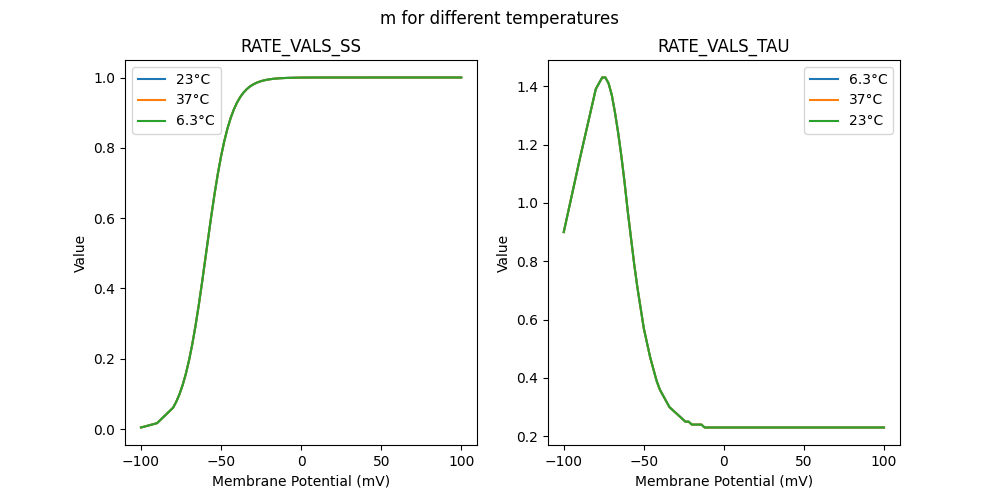 m for different temperatures
RATE_VALS_SS
1.0
0.8
0.6
0.4
0.2
0.0
Value
23°C
37°C
6.3°C
−100
−50
0
50
100
Membrane Potential (mV)
RATE_VALS_TAU
1.4
1.2
1.0
0.8
0.6
0.4
0.2
Value
6.3°C
37°C
23°C
−100
−50
0
50
100
Membrane Potential (mV)